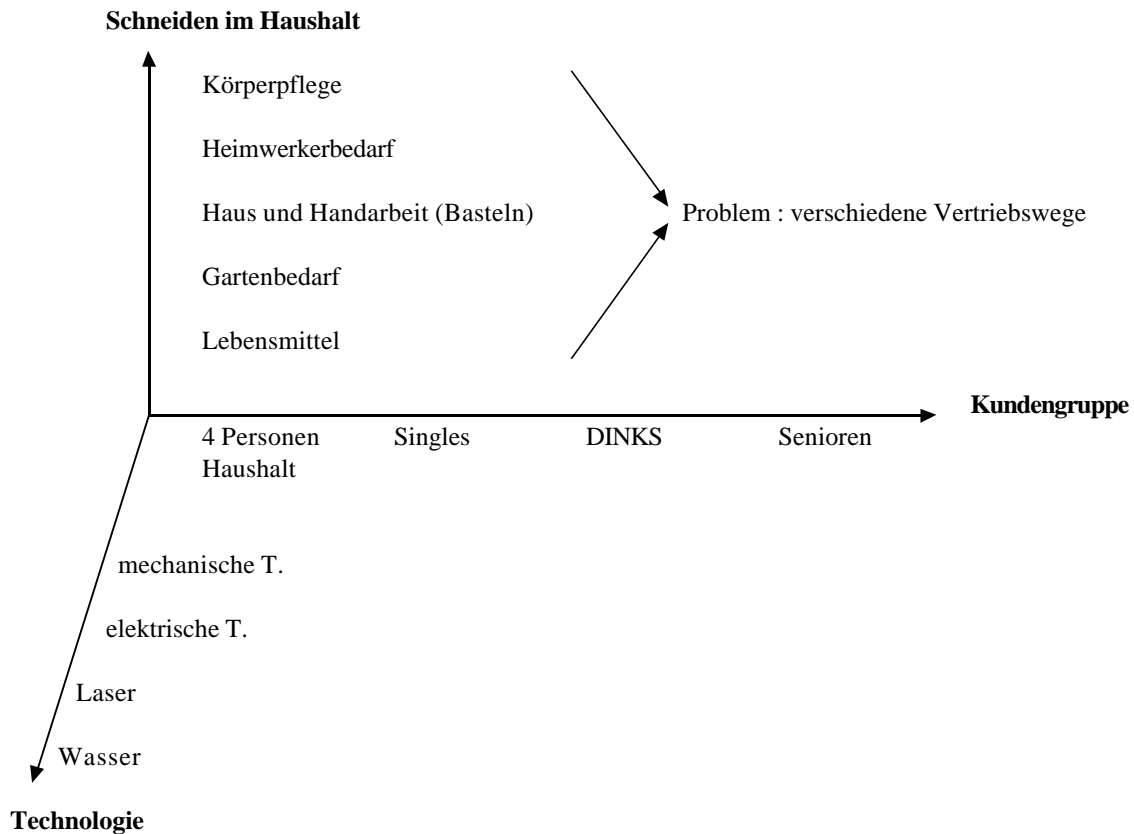 Schneiden im Haushalt
Körperpflege
Heimwerkerbedarf
Haus und Handarbeit (Basteln)
Problem : verschiedene Vertriebswege
Gartenbedarf
Lebensmittel
Kundengruppe
4 Personen
Haushalt
Singles
DINKS
Senioren
mechanische T.
elektrische T.
Laser
Wasser
Technologie